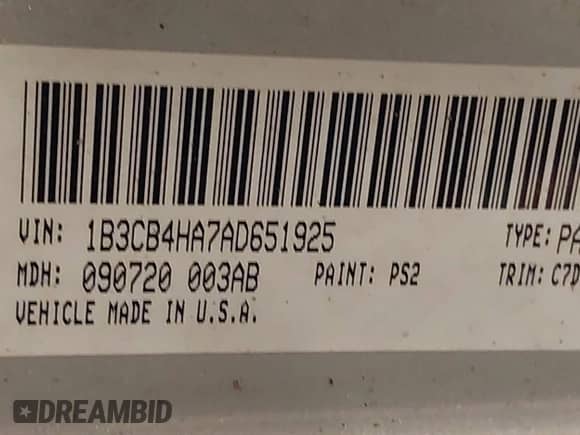 VIN: 1B3CB4HA7AD651925 TYPE: PA
MDH: 090720 003AB PAINT: PS2 TRIM: C7D
VEHICLE MADE IN U.S.A.
DREAMBID